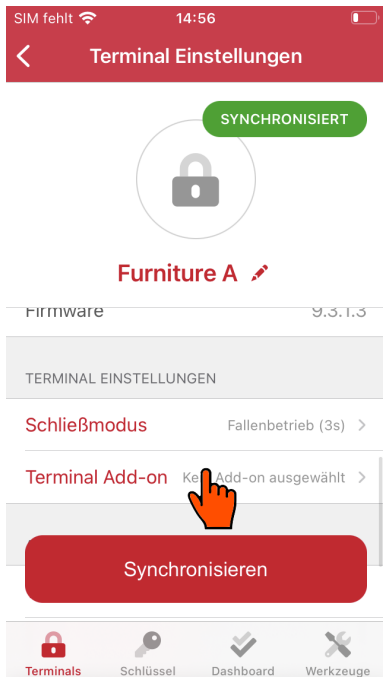 SIM fehlt 14:56
Terminal Einstellungen
SYNCHRONISIERT
Furniture A
Firmware 9.3.1.3
TERMINAL EINSTELLUNGEN
Schließmodus Fallenbetrieb (3s)
Terminal Add-on Kein Add-on ausgewählt
Synchronisieren
Terminals Schlüssel Dashboard Werkzeuge